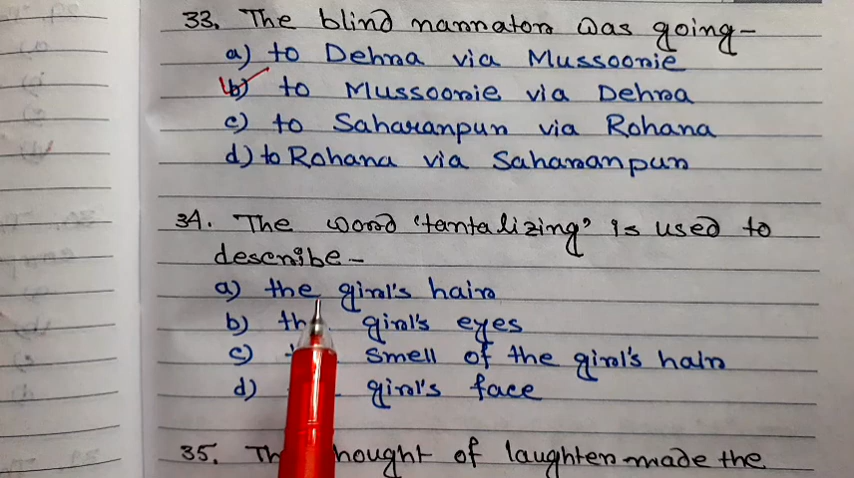 33. The blind narrator was going-
a) to Dehra via Mussoorie
b) to Mussoorie via Dehra
c) to Saharanpur via Rohana
d) to Rohana via Saharanpur
34. The word 'tantalizing' is used to
describe-
a) the girl's hair
b) th girl's eyes
c) smell of the girl's hair
d) girl's face
35. Th hought of laughter made the